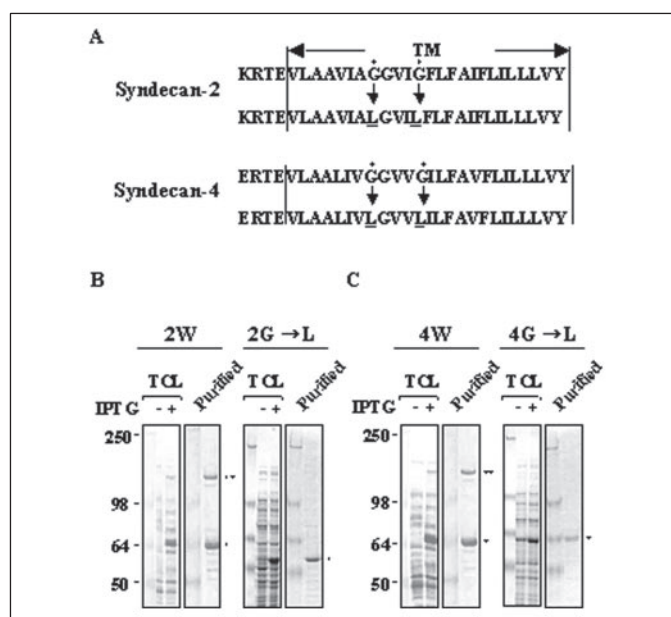 A
TM
KRTEVLAAVIAGGVIGFLFAIFLILLLVY
Syndecan-2
KRTEVLAAVIALGVILFLFAIFLILLLVY
ERTEVLAALIVGGVVGILFAVFLILLLVY
Syndecan-4
ERTEVLAALIVLGVVLILFAVFLILLLVY
B C
2W 2G →L 4W 4G →L
TCL Purified TCL Purified TCL Purified TCL Purified
IPTG - + - + - + - +
250 - 250 -
98 - 98 -
64 - 64 -
50 - 50 -